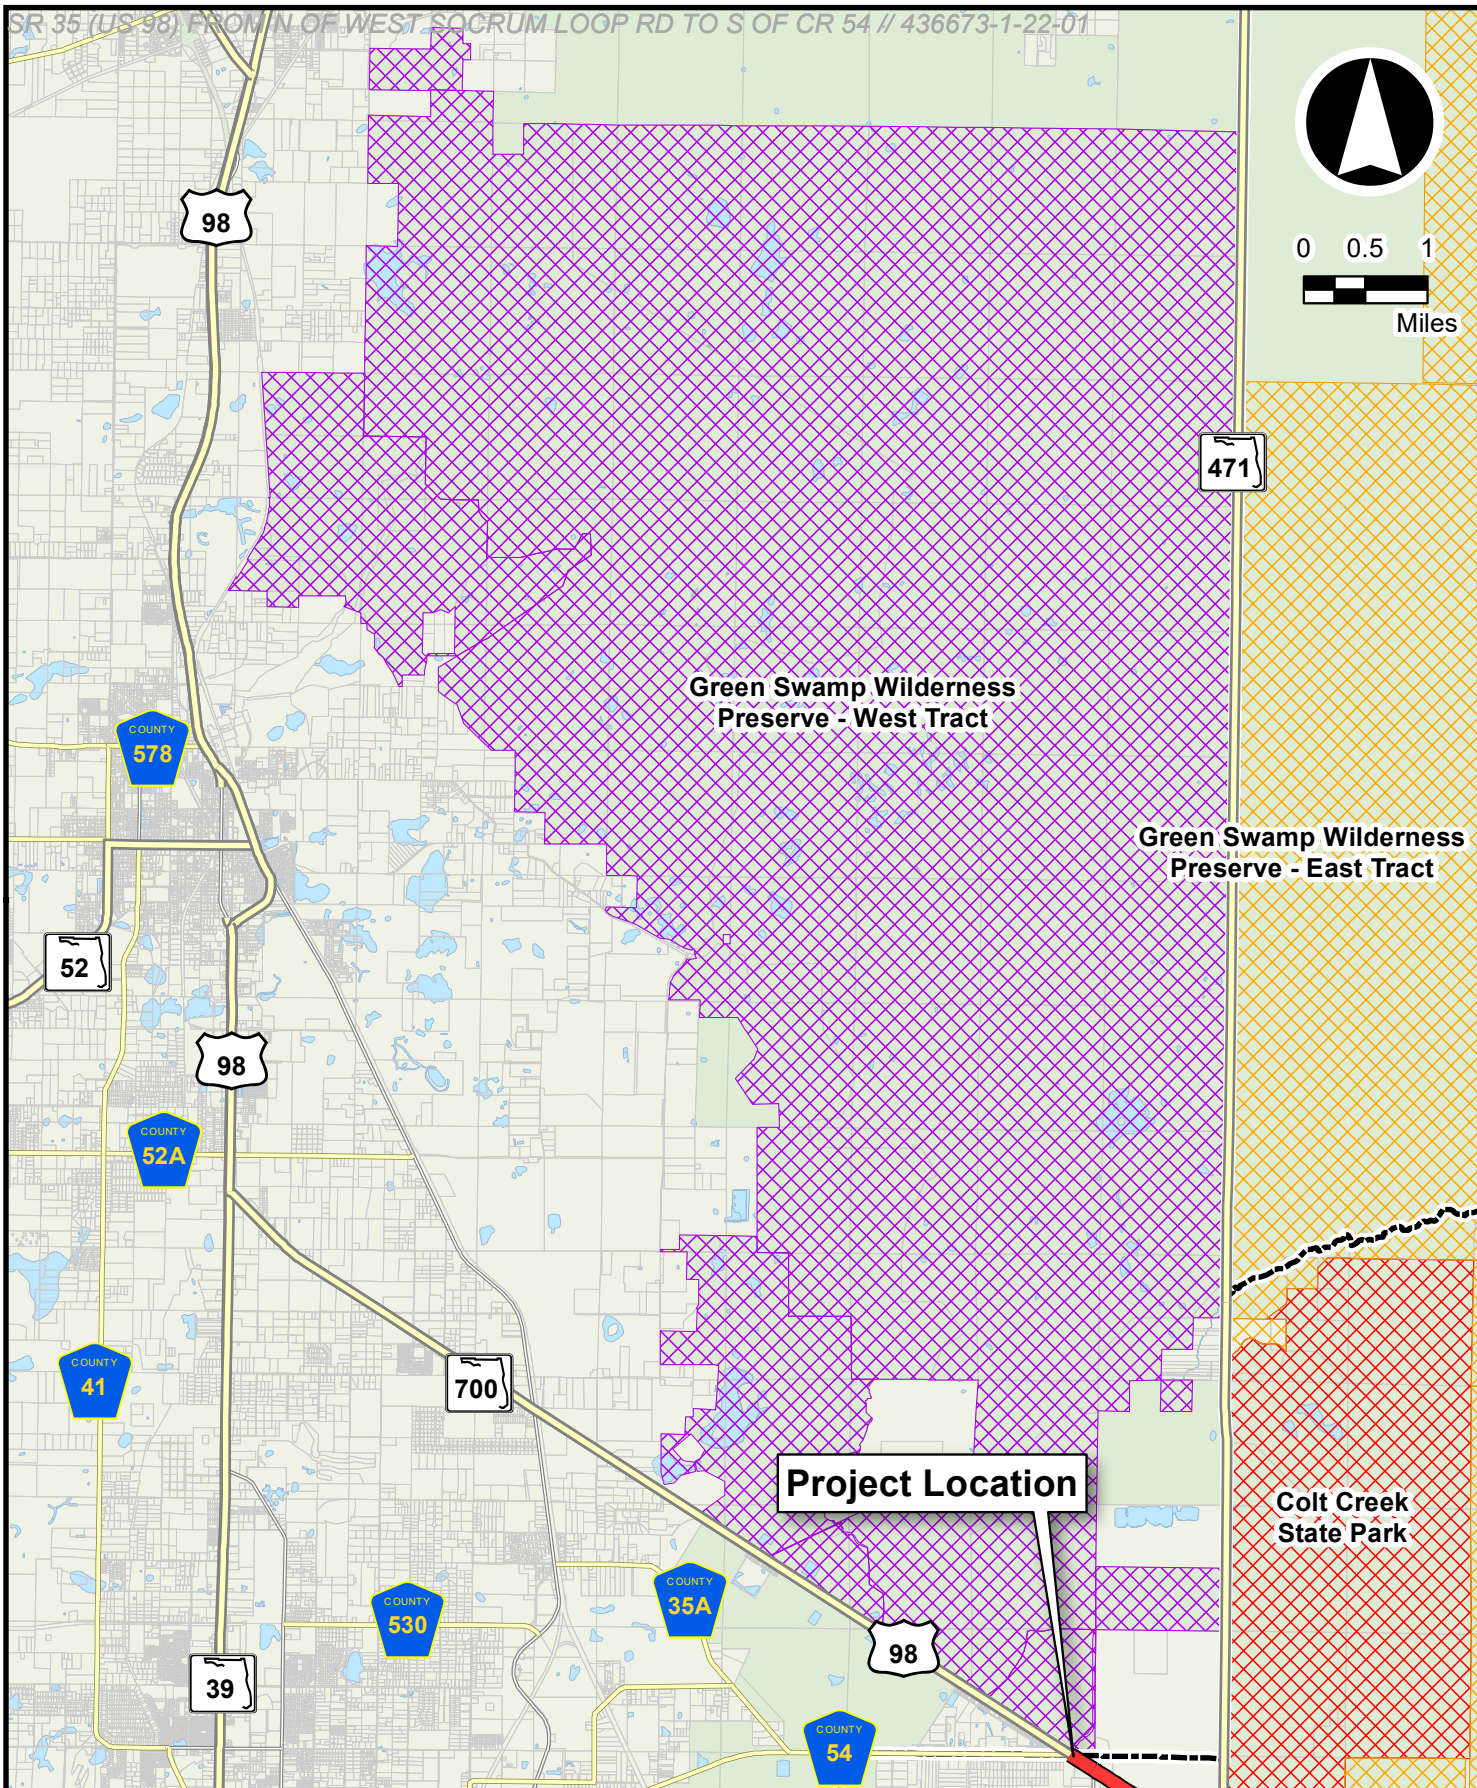 SR 35 (US 98) FROM N OF WEST SOCRUM LOOP RD TO S OF CR 54 // 436673-1-22-01
98
0 0.5 1
Miles
471
Green Swamp Wilderness
Preserve - West Tract
COUNTY
578
Green Swamp Wilderness
Preserve - East Tract
52
98
COUNTY
52A
COUNTY
41
700
Project Location
Colt Creek
State Park
COUNTY
35A
COUNTY
530
98
39
COUNTY
54